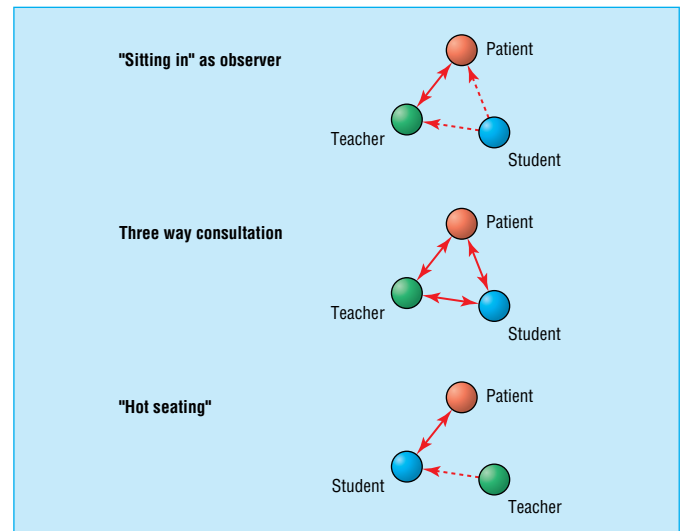 "Sitting in" as observer
Patient
Teacher
Student
Three way consultation
Patient
Teacher
Student
"Hot seating"
Patient
Student
Teacher